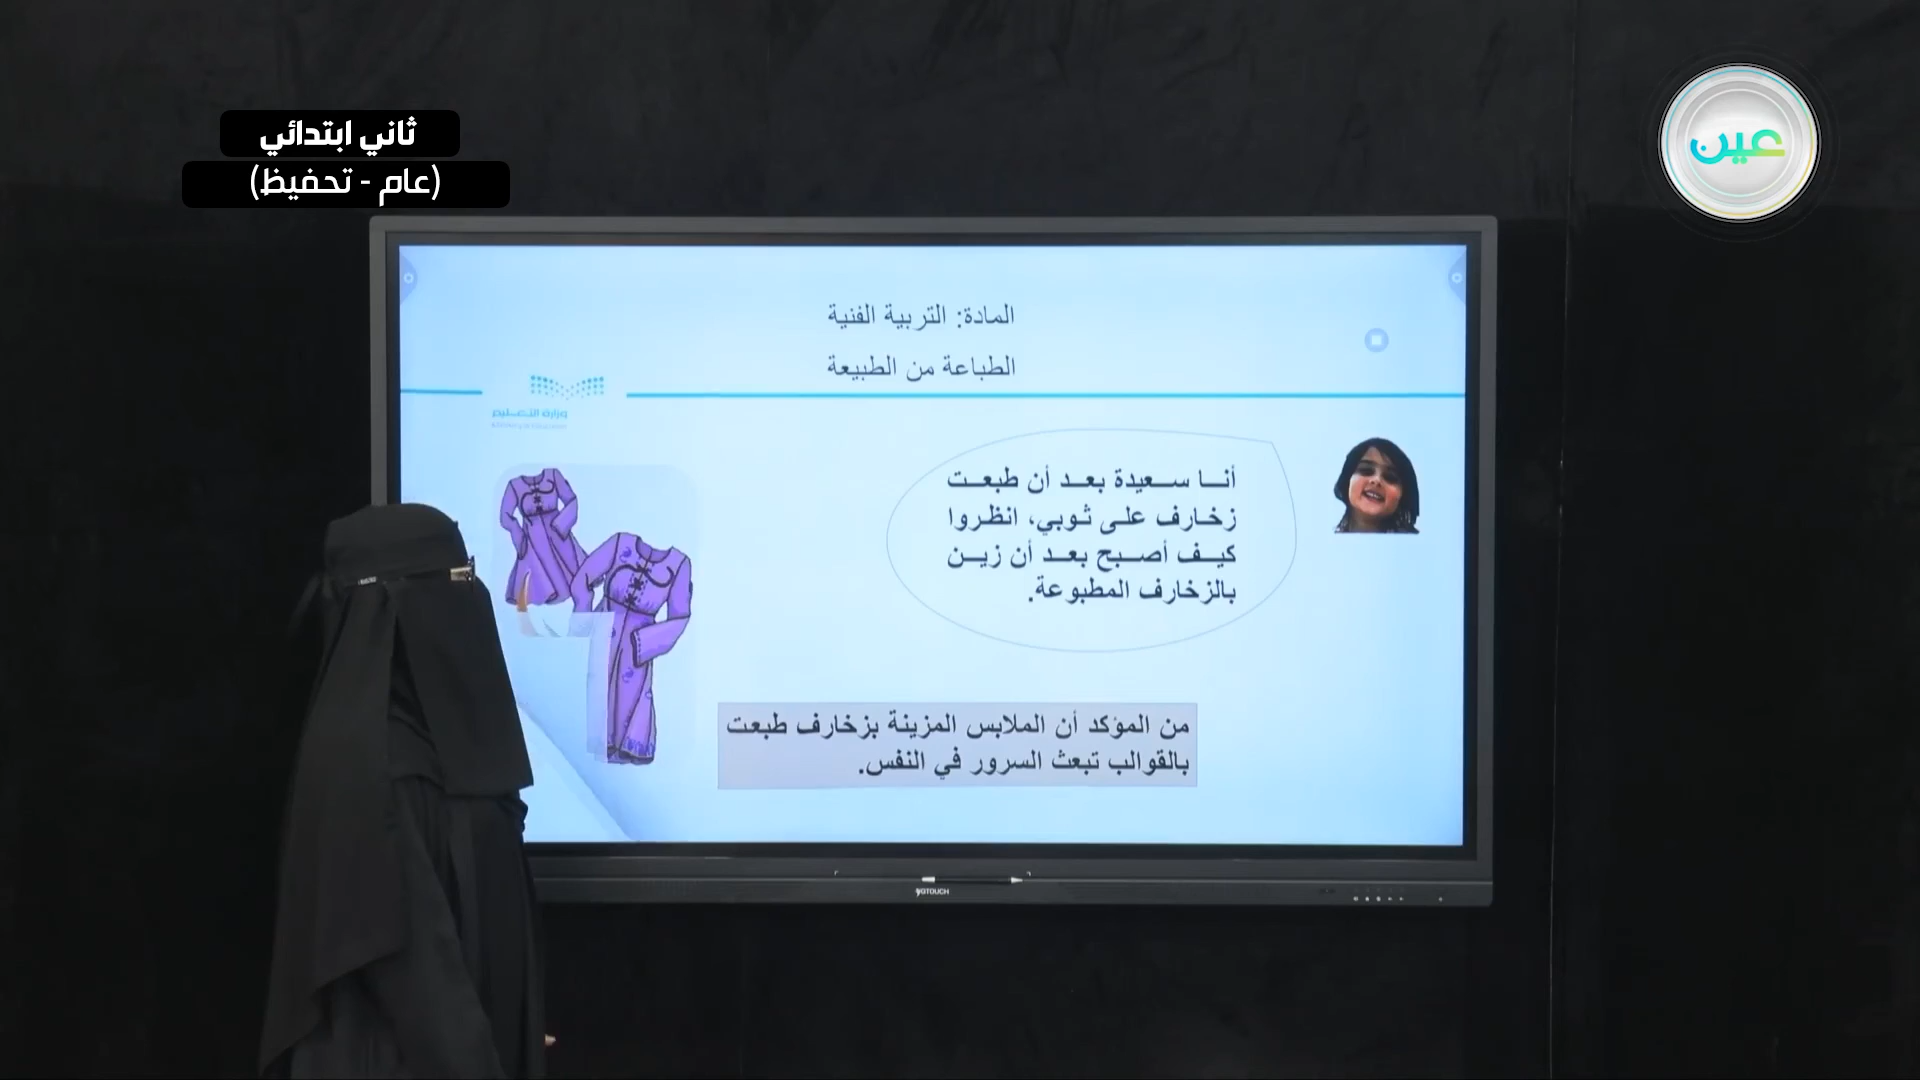 ثاني ابتدائي
(عام - تحفيظ)
عين
المادة: التربية الفنية
الطباعة من الطبيعة
وزارة التعليم
أنا سعيدة بعد أن طبعت
زخارف على ثوبي، انظروا
كيف أصبح بعد أن زين
بالزخارف المطبوعة.
من المؤكد أن الملابس المزينة بزخارف طبعت
بالقوالب تبعث السرور في النفس.